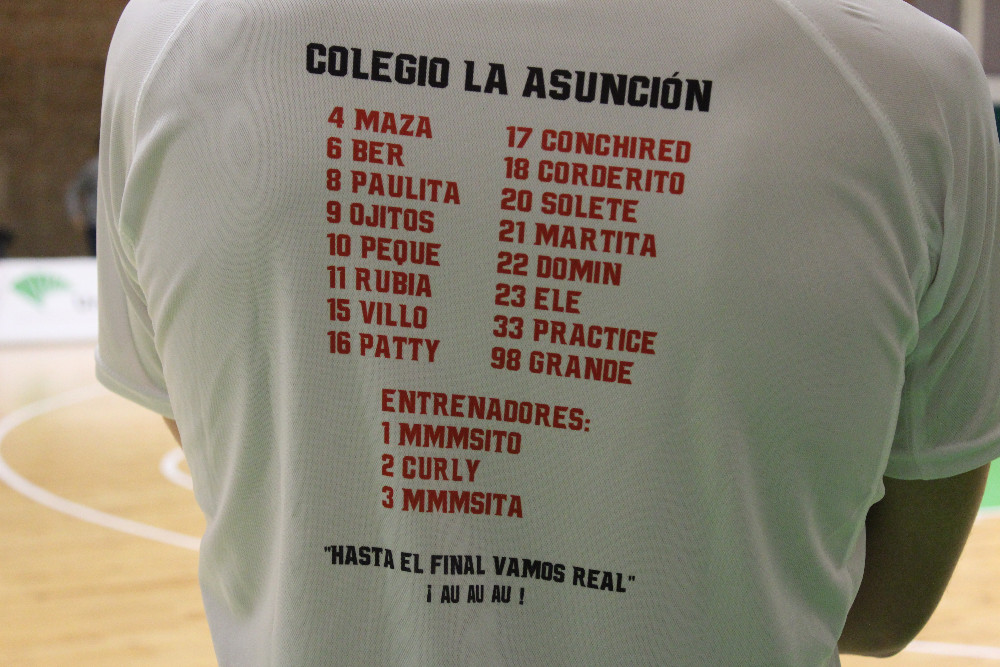 COLEGIO LA ASUNCIÓN
4 MAZA
6 BER
8 PAULITA
9 OJITOS
10 PEQUE
11 RUBIA
15 VILLO
16 PATTY
17 CONCHIRED
18 CORDERITO
20 SOLETE
21 MARTITA
22 DOMIN
23 ELE
33 PRACTICE
98 GRANDE
ENTRENADORES:
1 MMMSITO
2 CURLY
3 MMMSITA
"HASTA EL FINAL VAMOS REAL"
¡ AU AU AU !